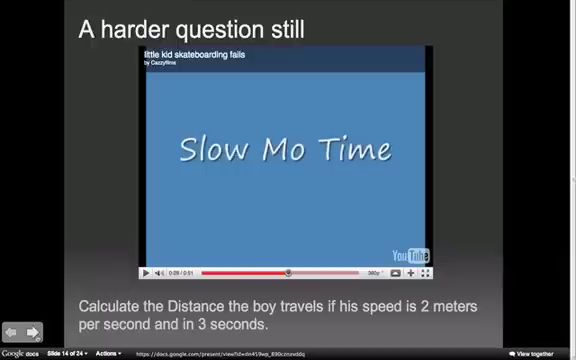 A harder question still
little kid skateboarding fails
by Cazzyfilms
Slow Mo Time
YouTube
360p
Calculate the Distance the boy travels if his speed is 2 meters
per second and in 3 seconds.
Google docs
Slide 14 of 24
Actions
View together